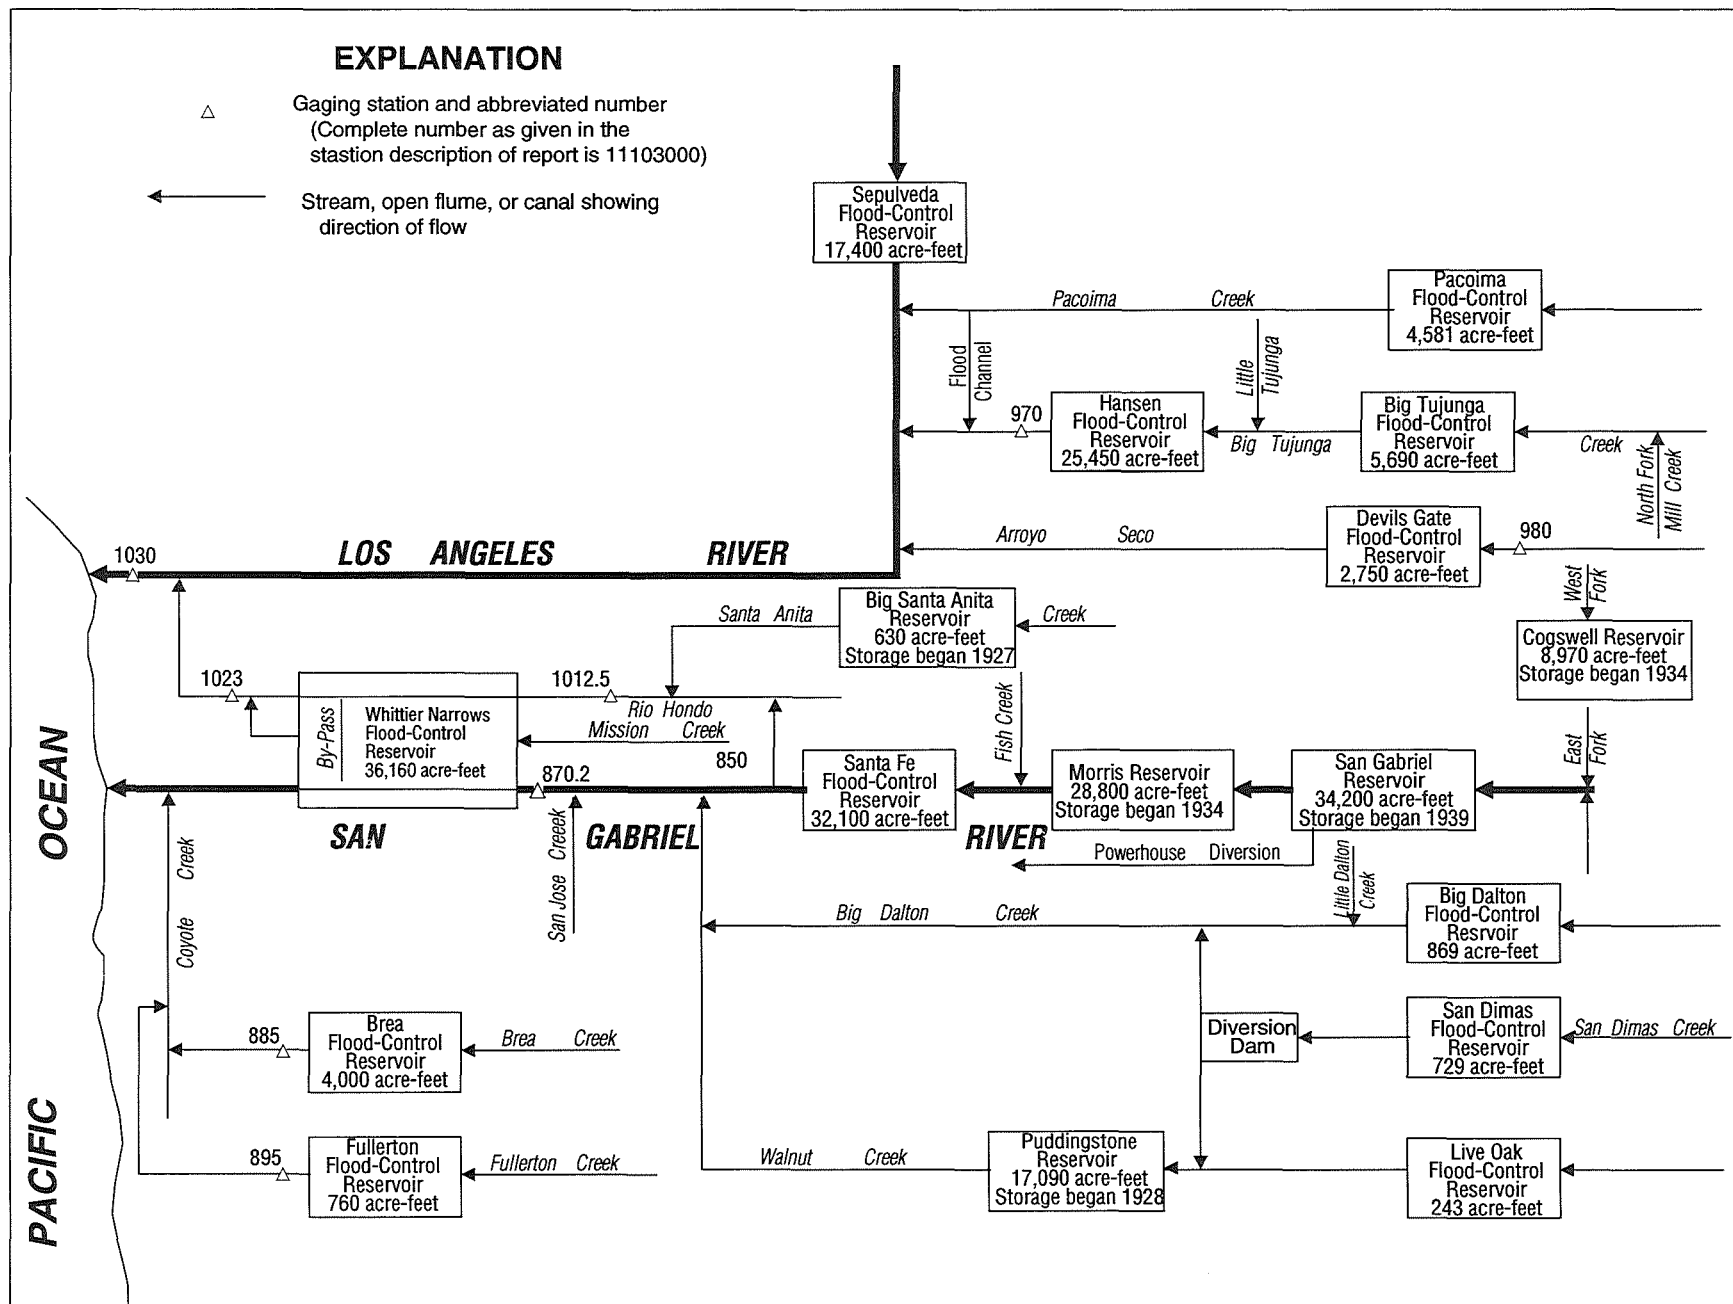 EXPLANATION
Gaging station and abbreviated number
(Complete number as given in the
stastion description of report is 11103000)
Stream, open flume, or canal showing
direction of flow
Sepulveda
Flood-Control
Reservoir
17,400 acre-feet
Pacoima Creek
Pacoima
Flood-Control
Reservoir
4,581 acre-feet
Flood
Channel
Little
Tujunga
970
Hansen
Flood-Control
Reservoir
25,450 acre-feet
Big Tujunga
Big Tujunga
Flood-Control
Reservoir
5,690 acre-feet
Creek
North Fork
Mill Creek
Arroyo Seco
Devils Gate
Flood-Control
Reservoir
2,750 acre-feet
980
1030
LOS ANGELES RIVER
West
Fork
Santa Anita
Big Santa Anita
Reservoir
630 acre-feet
Storage began 1927
Creek
Cogswell Reservoir
8,970 acre-feet
Storage began 1934
1023
1012.5
Rio Hondo
Mission Creek
By-Pass
Whittier Narrows
Flood-Control
Reservoir
36,160 acre-feet
870.2
850
Fish Creek
East
Fork
Santa Fe
Flood-Control
Reservoir
32,100 acre-feet
Morris Reservoir
28,800 acre-feet
Storage began 1934
San Gabriel
Reservoir
34,200 acre-feet
Storage began 1939
SAN GABRIEL RIVER
Powerhouse Diversion
San Jose Creeek
Coyote Creek
Little Dalton
Creek
Big Dalton Creek
Big Dalton
Flood-Control
Resrvoir
869 acre-feet
885
Brea
Flood-Control
Reservoir
4,000 acre-feet
Brea Creek
Diversion
Dam
San Dimas
Flood-Control
Reservoir
729 acre-feet
San Dimas Creek
895
Fullerton
Flood-Control
Reservoir
760 acre-feet
Fullerton Creek
Walnut Creek
Puddingstone
Reservoir
17,090 acre-feet
Storage began 1928
Live Oak
Flood-Control
Reservoir
243 acre-feet
PACIFIC OCEAN